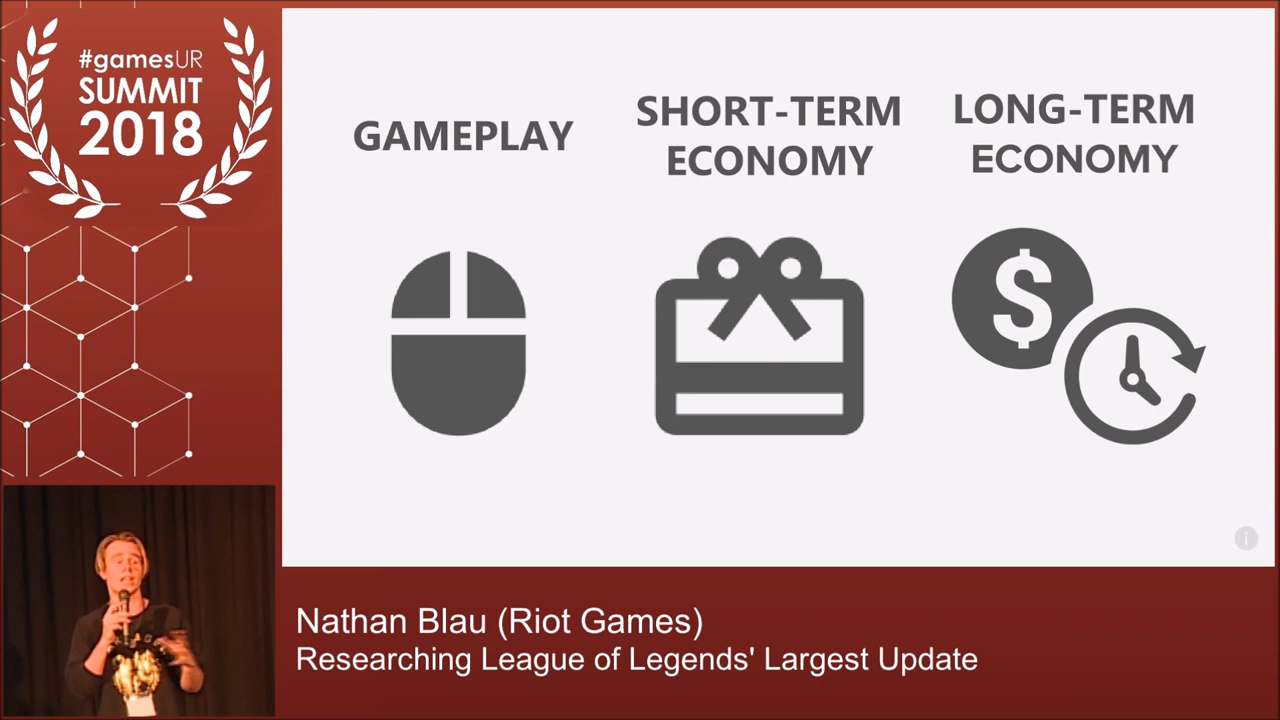 #gamesUR
SUMMIT
2018
GAMEPLAY
SHORT-TERM
ECONOMY
LONG-TERM
ECONOMY
$
i
Nathan Blau (Riot Games)
Researching League of Legends' Largest Update